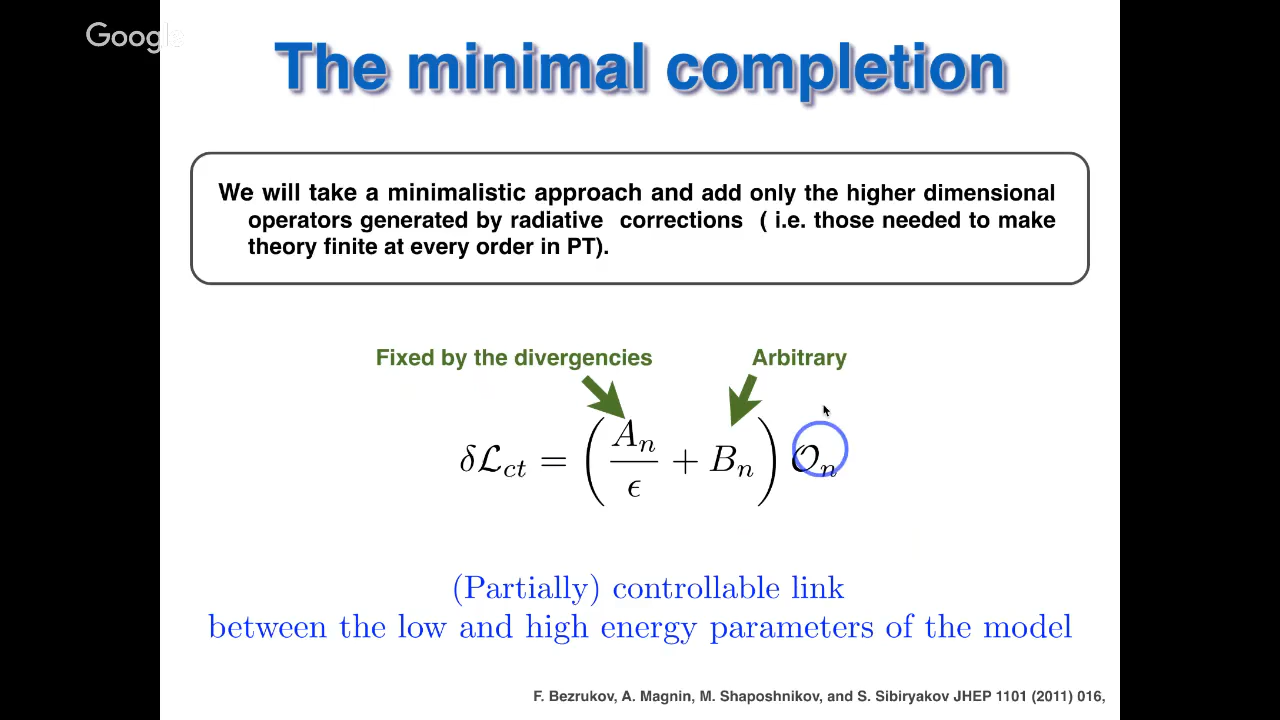 Google
The minimal completion
We will take a minimalistic approach and add only the higher dimensional
operators generated by radiative corrections ( i.e. those needed to make
theory finite at every order in PT).
Fixed by the divergencies
Arbitrary
δℒ_ct = ( A_n / ϵ + B_n ) 𝒪_n
(Partially) controllable link
between the low and high energy parameters of the model
F. Bezrukov, A. Magnin, M. Shaposhnikov, and S. Sibiryakov JHEP 1101 (2011) 016,